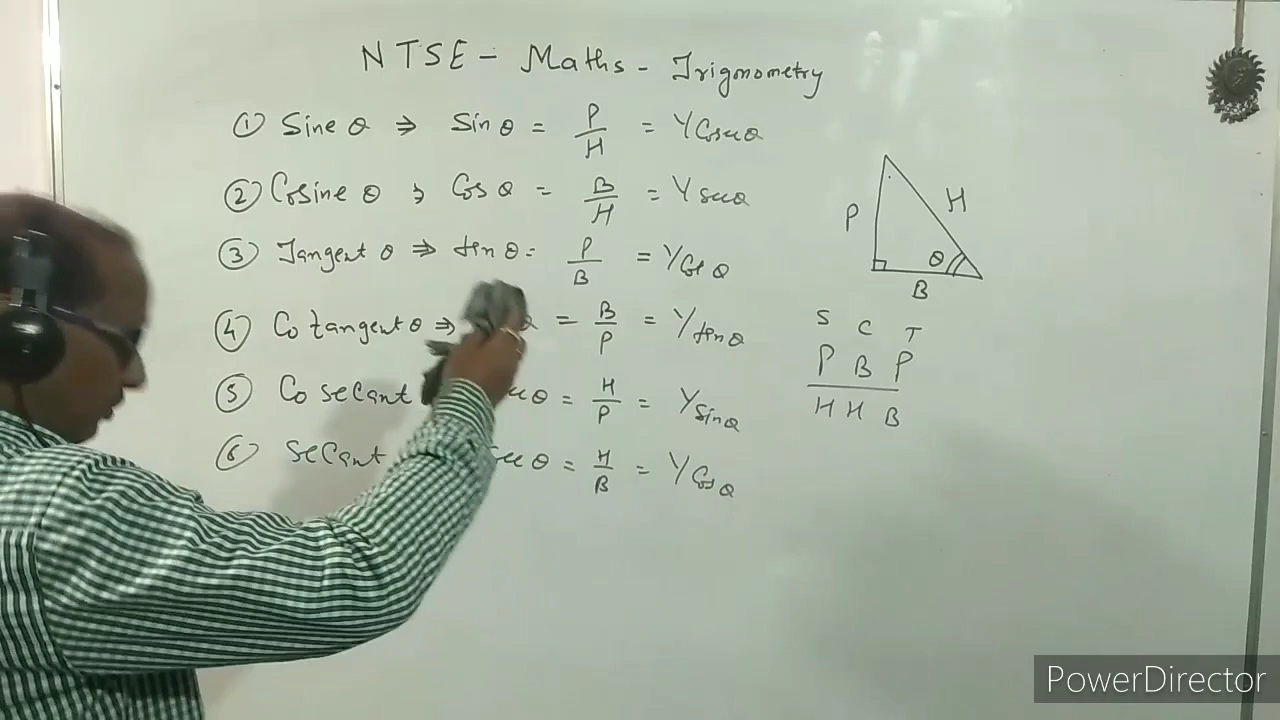 NTSE - Maths - Trigonometry
① Sine θ ⇒ Sin θ = P/H = 1/Cosec θ
② Cosine θ ⇒ Cos θ = B/H = 1/sec θ
③ Tangent θ ⇒ tan θ = P/B = 1/Cot θ
④ Co tangent θ ⇒ θ = B/P = 1/tan θ
⑤ Co secant θ = H/P = 1/Sin θ
⑥ Secant θ = H/B = 1/Cos θ
P H
θ
B
S C T
P B P
H H B
PowerDirector